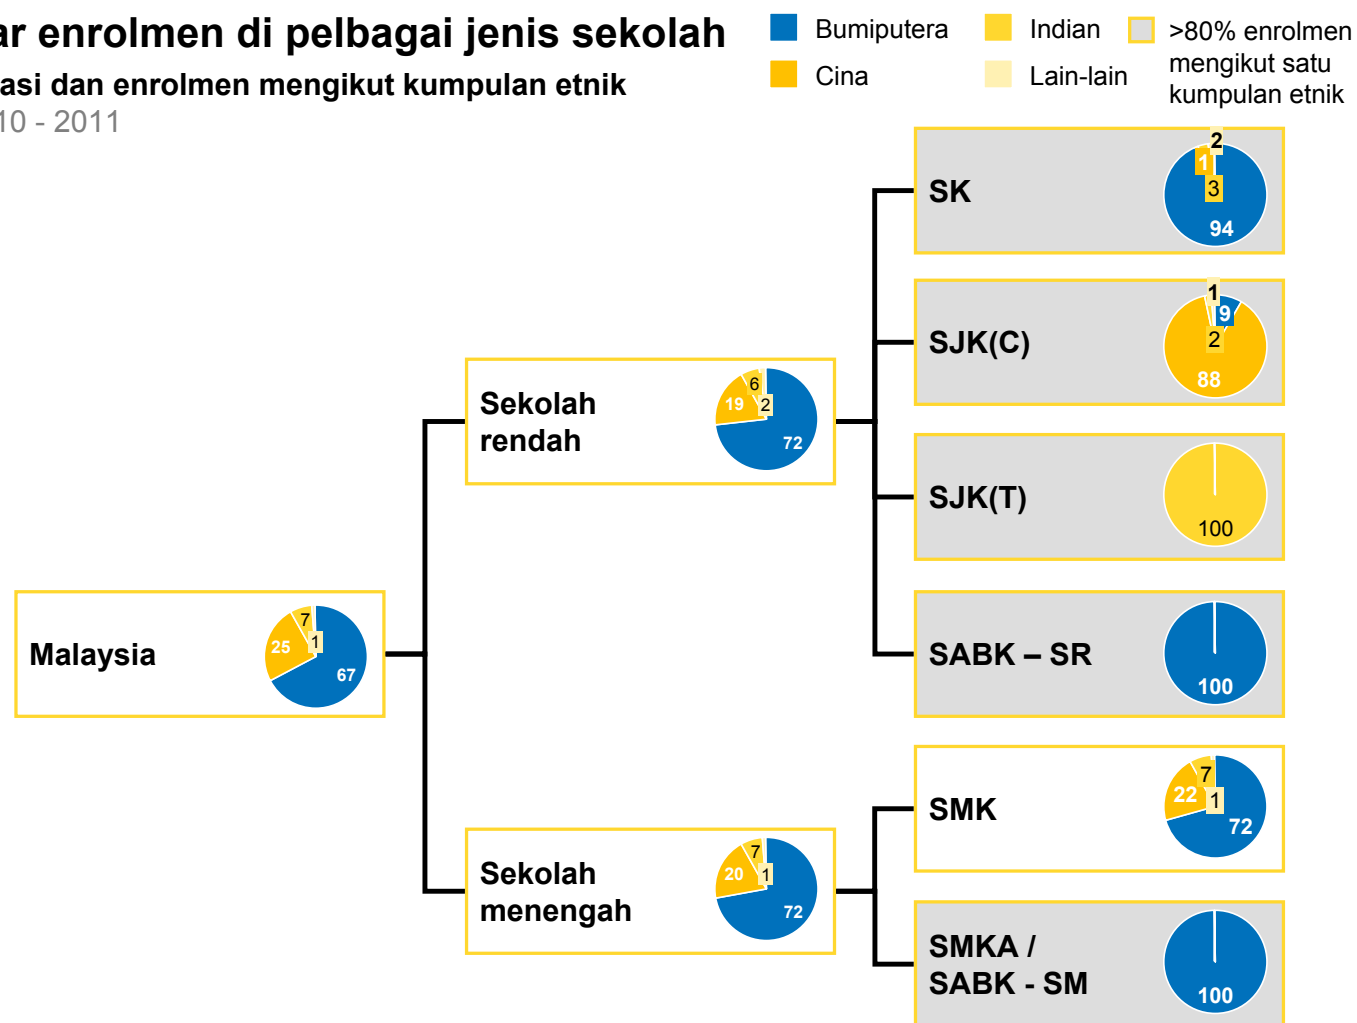 ar enrolmen di pelbagai jenis sekolah
asi dan enrolmen mengikut kumpulan etnik
10 - 2011
Bumiputera
Indian
>80% enrolmen
mengikut satu
kumpulan etnik
Cina
Lain-lain
SK
2
1
3
94
SJK(C)
1
9
2
88
Sekolah
rendah
6
19
2
72
SJK(T)
100
Malaysia
7
25
1
67
SABK – SR
100
SMK
7
22
1
72
Sekolah
menengah
7
20
1
72
SMKA /
SABK - SM
100